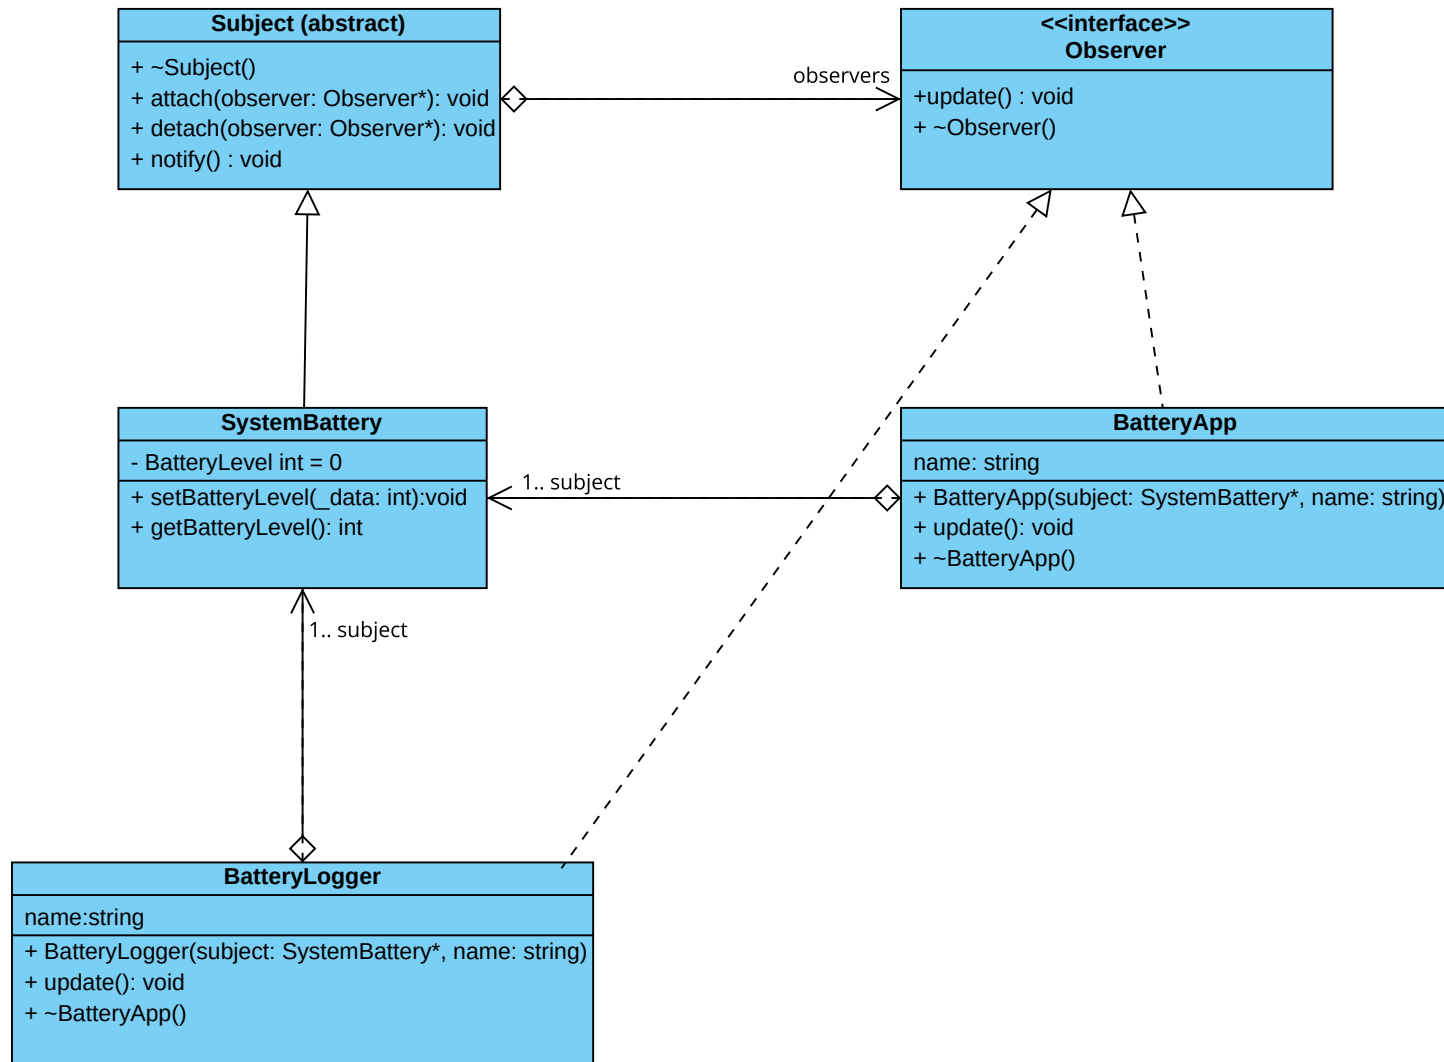 Subject (abstract)
+ ~Subject()
+ attach(observer: Observer*): void
+ detach(observer: Observer*): void
+ notify() : void
observers
<<interface>>
Observer
+update() : void
+ ~Observer()
SystemBattery
- BatteryLevel int = 0
+ setBatteryLevel(_data: int):void
+ getBatteryLevel(): int
1.. subject
BatteryApp
name: string
+ BatteryApp(subject: SystemBattery*, name: string)
+ update(): void
+ ~BatteryApp()
1.. subject
BatteryLogger
name:string
+ BatteryLogger(subject: SystemBattery*, name: string)
+ update(): void
+ ~BatteryApp()